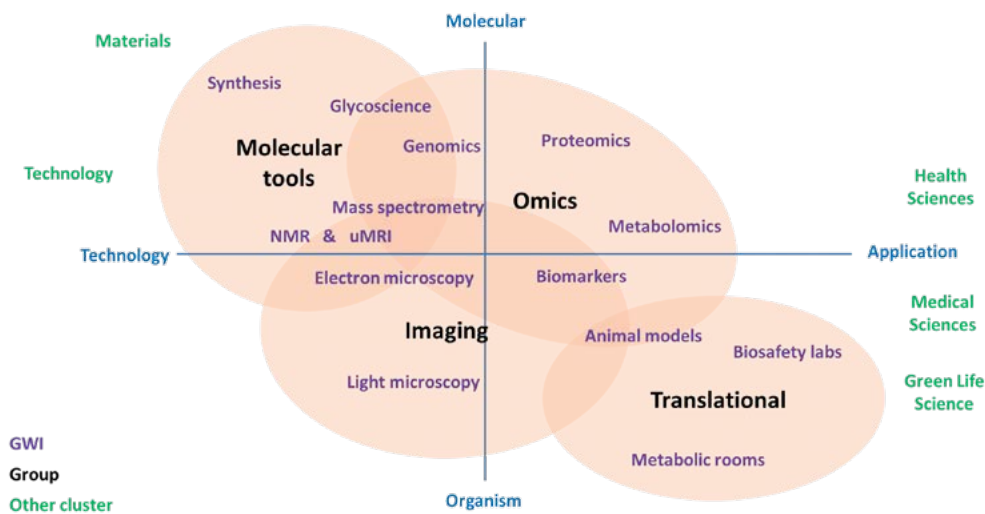 Molecular
Materials
Synthesis
Glycoscience
Genomics
Proteomics
Molecular
tools
Technology
Health
Sciences
Omics
Mass spectrometry
Metabolomics
NMR & uMRI
Technology
Application
Electron microscopy
Biomarkers
Medical
Sciences
Imaging
Animal models
Biosafety labs
Light microscopy
Green Life
Science
Translational
GWI
Metabolic rooms
Group
Other cluster
Organism